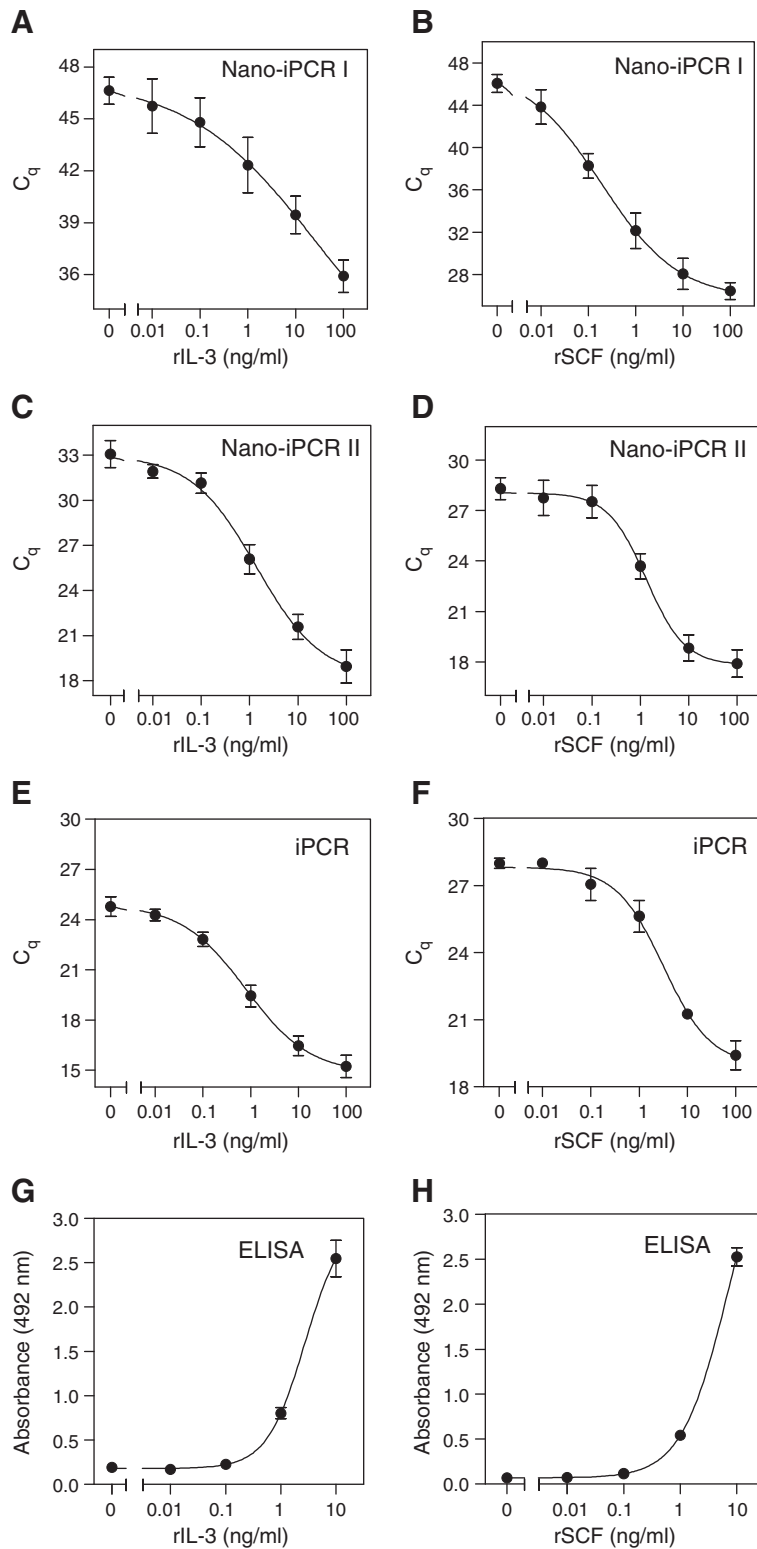 A
Nano-iPCR I
48
45
42
39
36
Cq
0 0.01 0.1 1 10 100
rIL-3 (ng/ml)
B
Nano-iPCR I
48
44
40
36
32
28
Cq
0 0.01 0.1 1 10 100
rSCF (ng/ml)
C
Nano-iPCR II
33
30
27
24
21
18
Cq
0 0.01 0.1 1 10 100
rIL-3 (ng/ml)
D
Nano-iPCR II
30
27
24
21
18
Cq
0 0.01 0.1 1 10 100
rSCF (ng/ml)
E
iPCR
30
27
24
21
18
15
Cq
0 0.01 0.1 1 10 100
rIL-3 (ng/ml)
F
iPCR
30
27
24
21
18
Cq
0 0.01 0.1 1 10 100
rSCF (ng/ml)
G
ELISA
3.0
2.5
2.0
1.5
1.0
0.5
0.0
Absorbance (492 nm)
0 0.01 0.1 1 10
rIL-3 (ng/ml)
H
ELISA
3.0
2.5
2.0
1.5
1.0
0.5
0.0
Absorbance (492 nm)
0 0.01 0.1 1 10
rSCF (ng/ml)